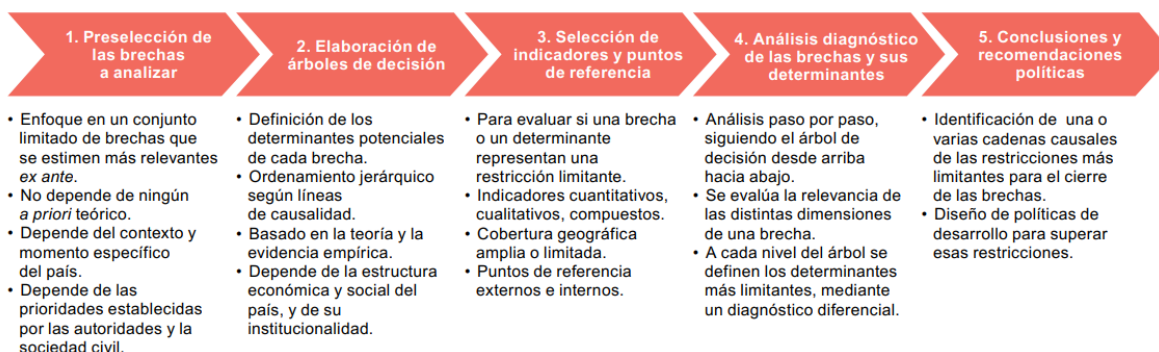 1. Preselección de
las brechas
a analizar
• Enfoque en un conjunto
limitado de brechas que
se estimen más relevantes
ex ante.
• No depende de ningún
a priori teórico.
• Depende del contexto y
momento específico
del país.
• Depende de las
prioridades establecidas
por las autoridades y la
sociedad civil.
2. Elaboración de
árboles de decisión
• Definición de los
determinantes potenciales
de cada brecha.
• Ordenamiento jerárquico
según líneas
de causalidad.
• Basado en la teoría y la
evidencia empírica.
• Depende de la estructura
económica y social del
país, y de su
institucionalidad.
3. Selección de
indicadores y puntos
de referencia
• Para evaluar si una brecha
o un determinante
representan una
restricción limitante.
• Indicadores cuantitativos,
cualitativos, compuestos.
• Cobertura geográfica
amplia o limitada.
• Puntos de referencia
externos e internos.
4. Análisis diagnóstico
de las brechas y sus
determinantes
• Análisis paso por paso,
siguiendo el árbol de
decisión desde arriba
hacia abajo.
• Se evalúa la relevancia de
las distintas dimensiones
de una brecha.
• A cada nivel del árbol se
definen los determinantes
más limitantes, mediante
un diagnóstico diferencial.
5. Conclusiones y
recomendaciones
políticas
• Identificación de una o
varias cadenas causales
de las restricciones más
limitantes para el cierre
de las brechas.
• Diseño de políticas de
desarrollo para superar
esas restricciones.